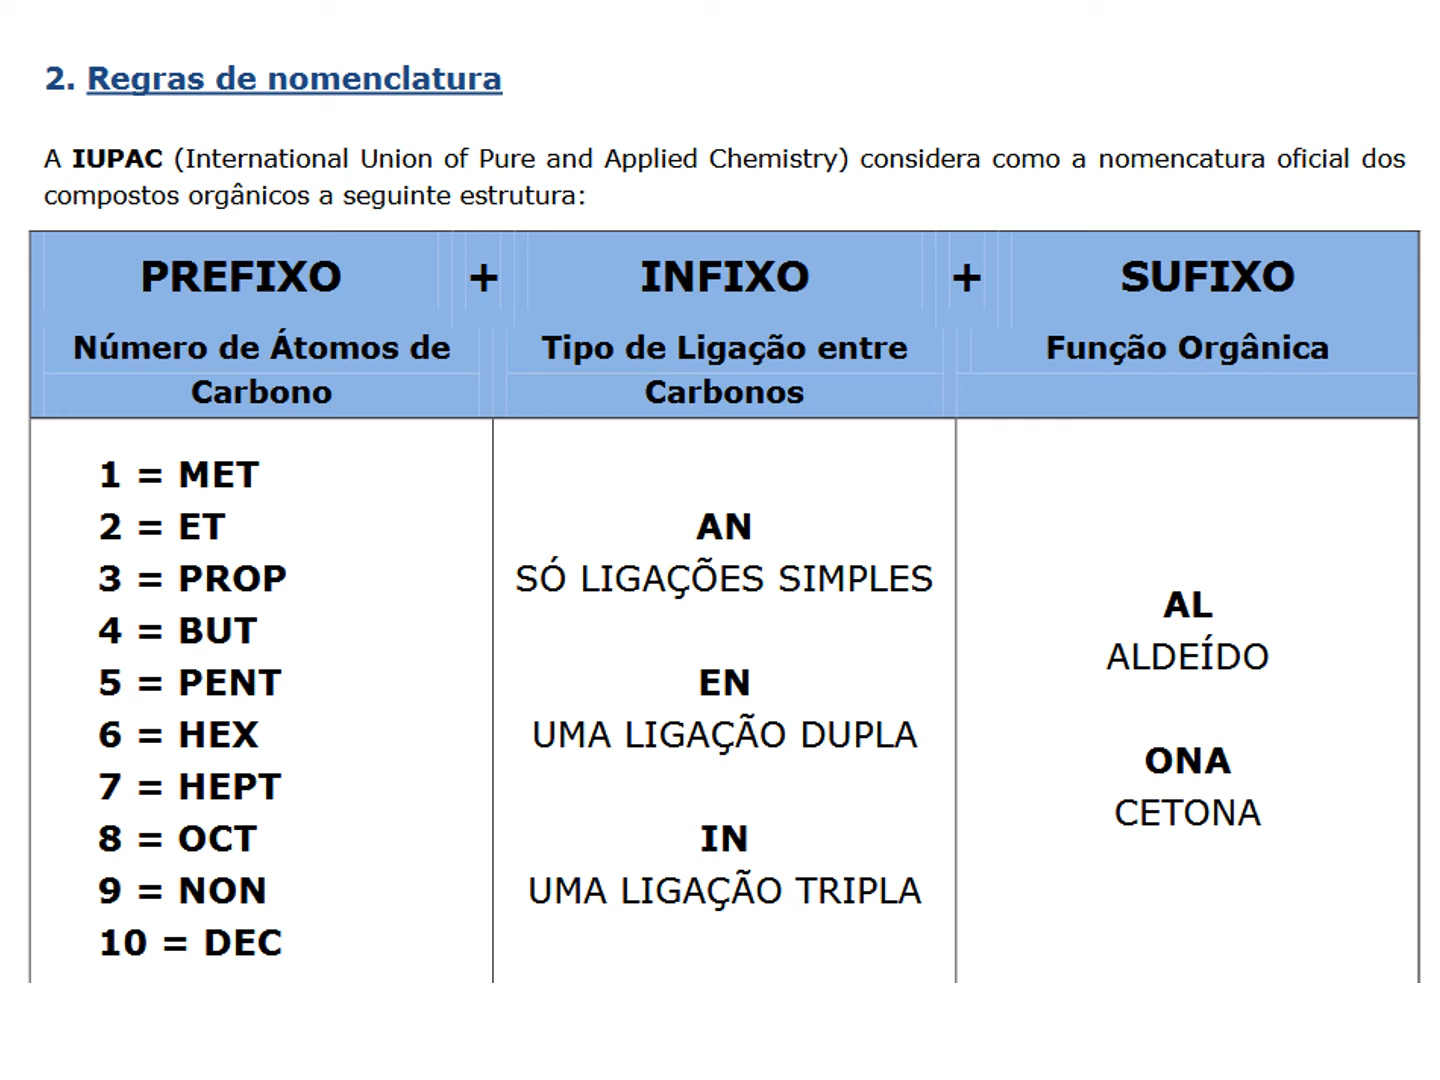 2. Regras de nomenclatura
A IUPAC (International Union of Pure and Applied Chemistry) considera como a nomencatura oficial dos
compostos orgânicos a seguinte estrutura:
PREFIXO + INFIXO + SUFIXO
Número de Átomos de Carbono
Tipo de Ligação entre Carbonos
Função Orgânica
1 = MET
2 = ET
3 = PROP
4 = BUT
5 = PENT
6 = HEX
7 = HEPT
8 = OCT
9 = NON
10 = DEC
AN
SÓ LIGAÇÕES SIMPLES
EN
UMA LIGAÇÃO DUPLA
IN
UMA LIGAÇÃO TRIPLA
AL
ALDEÍDO
ONA
CETONA